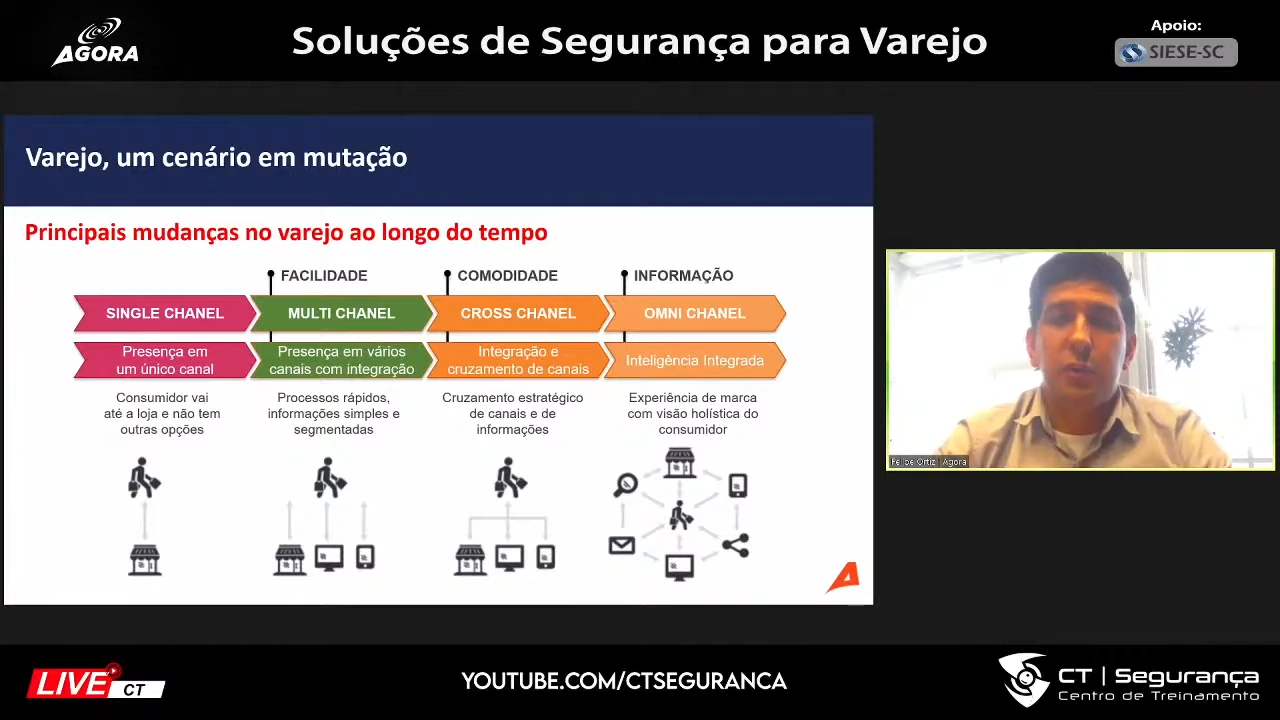 AGORA
Soluções de Segurança para Varejo
Apoio:
SIESE-SC
Varejo, um cenário em mutação
Principais mudanças no varejo ao longo do tempo
FACILIDADE
COMODIDADE
INFORMAÇÃO
SINGLE CHANEL
MULTI CHANEL
CROSS CHANEL
OMNI CHANEL
Presença em
um único canal
Presença em vários
canais com integração
Integração e
cruzamento de canais
Inteligência Integrada
Consumidor vai
até a loja e não tem
outras opções
Processos rápidos,
informações simples e
segmentadas
Cruzamento estratégico
de canais e de
informações
Experiência de marca
com visão holística do
consumidor
Felipe Ortiz | Agora
LIVE CT
YOUTUBE.COM/CTSEGURANCA
CT | Segurança
Centro de Treinamento